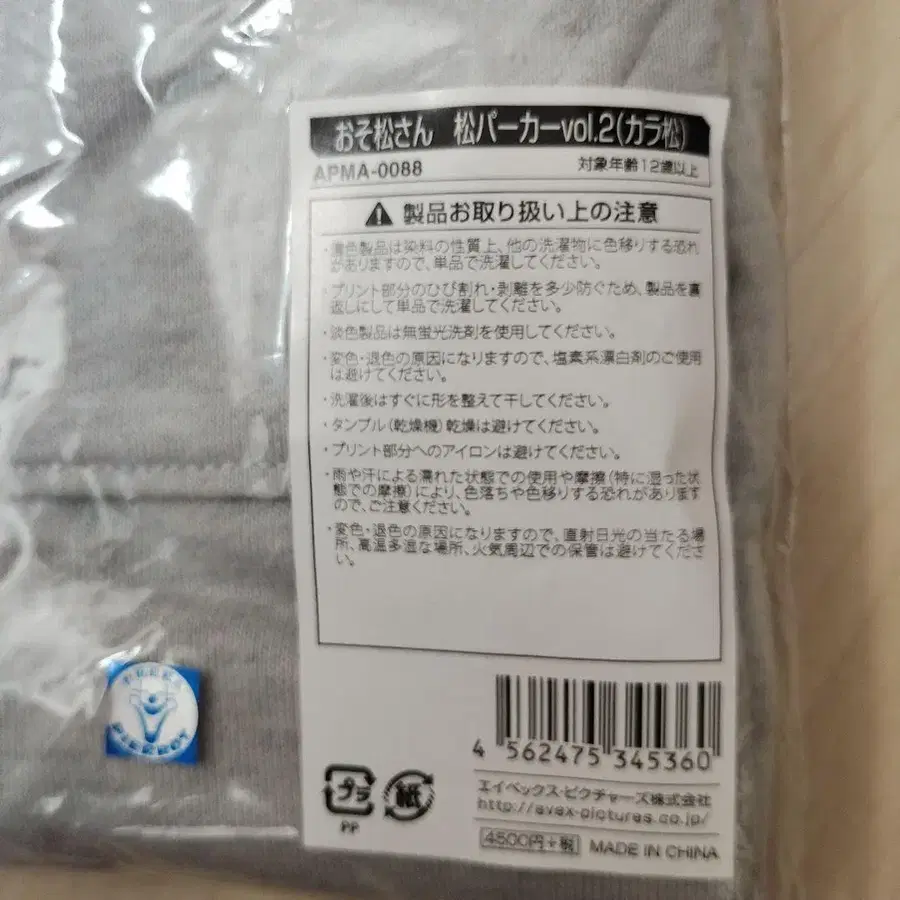 おそ松さん 松パーカーvol.2(カラ松)
APMA-0088 対象年齢12歳以上
製品お取り扱い上の注意
・濃色製品は染料の性質上、他の洗濯物に色移りする恐れ
がありますので、単品で洗濯してください。
・プリント部分のひび割れ・剥離を多少防ぐため、製品を裏
返しにして単品で洗濯してください。
・淡色製品は無蛍光洗剤を使用してください。
・変色・退色の原因になりますので、塩素系漂白剤のご使用
は避けてください。
・洗濯後はすぐに形を整えて干してください。
・タンブル(乾燥機)乾燥は避けてください。
・プリント部分へのアイロンは避けてください。
・雨や汗による濡れた状態での使用や摩擦(特に湿った状
態での摩擦)により、色落ちや色移りする恐れがあります
ので、ご注意ください。
・変色・退色の原因になりますので、直射日光の当たる場
所、高温多湿な場所、火気周辺での保管は避けてくださ
い。
PIERROT
4 562475 345360
プラ 紙
PP
エイベックス・ピクチャーズ株式会社
http://avex-pictures.co.jp/
4500円+税 MADE IN CHINA